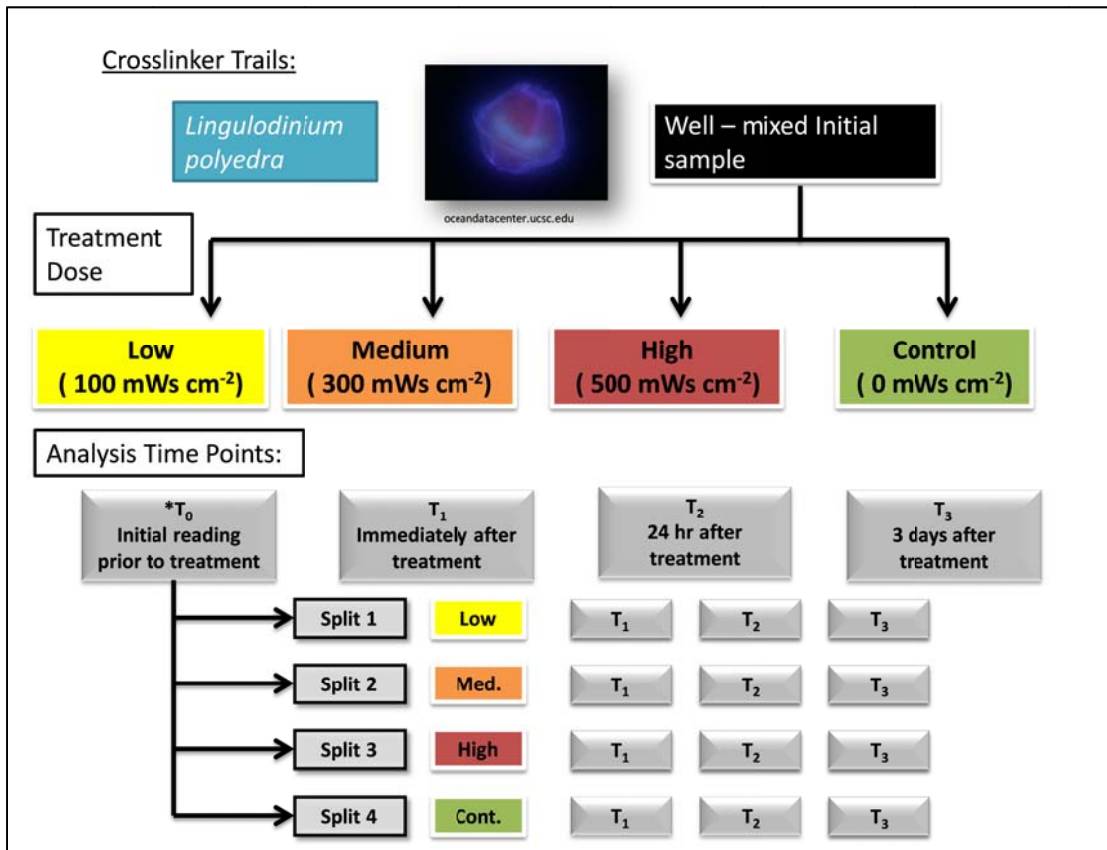 Crosslinker Trails:
Lingulodinium
polyedra
Well – mixed Initial
sample
oceandatacenter.ucsc.edu
Treatment
Dose
Low
( 100 mWs cm⁻²)
Medium
( 300 mWs cm⁻²)
High
( 500 mWs cm⁻²)
Control
( 0 mWs cm⁻²)
Analysis Time Points:
*T₀
Initial reading
prior to treatment
T₁
Immediately after
treatment
T₂
24 hr after
treatment
T₃
3 days after
treatment
Split 1 Low T₁ T₂ T₃
Split 2 Med. T₁ T₂ T₃
Split 3 High T₁ T₂ T₃
Split 4 Cont. T₁ T₂ T₃